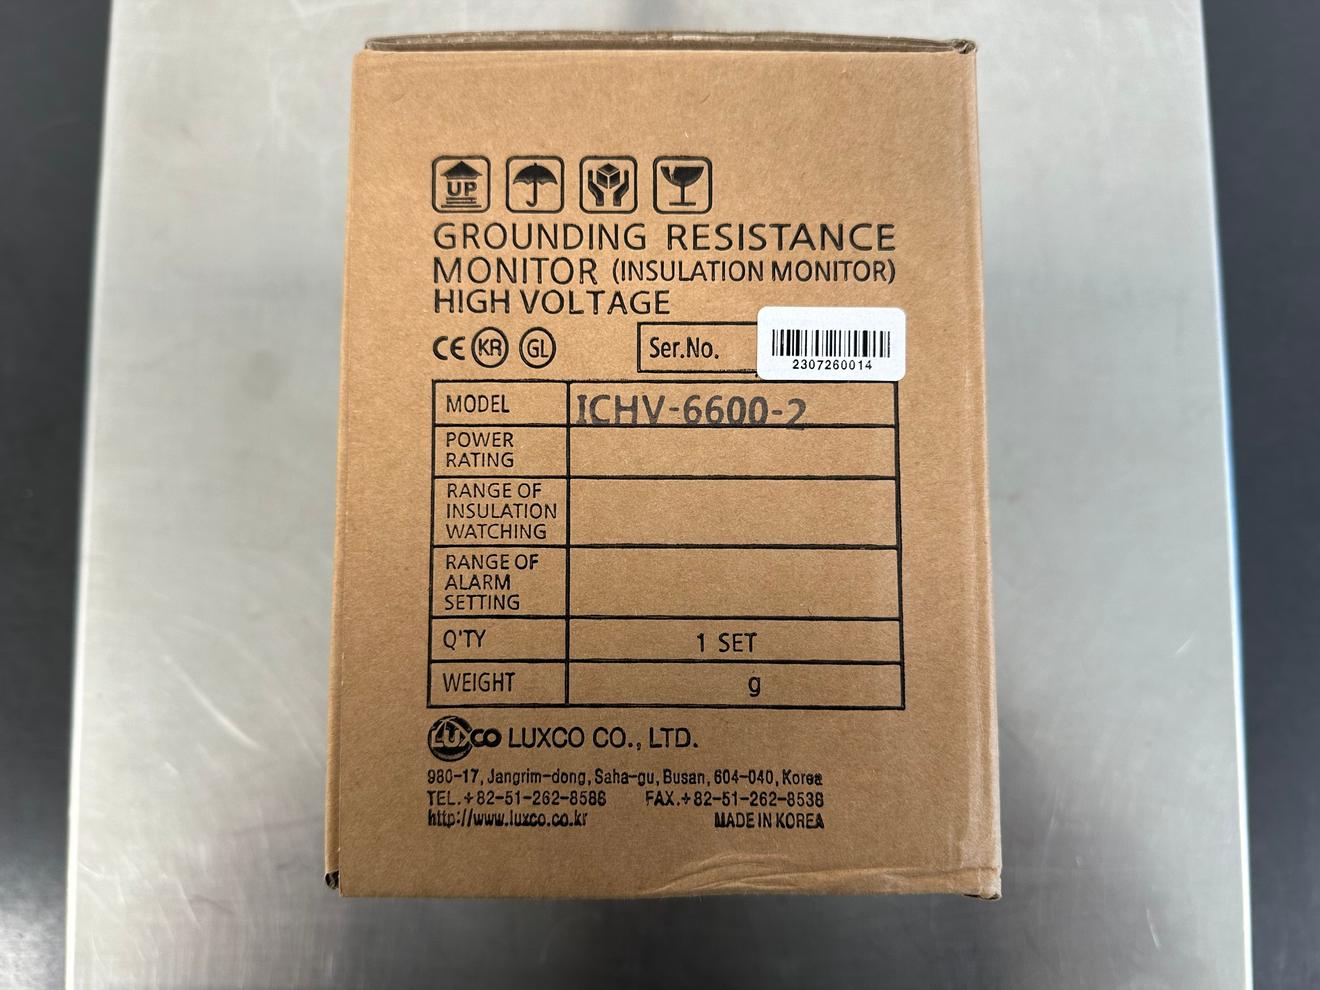 UP
GROUNDING RESISTANCE
MONITOR (INSULATION MONITOR)
HIGH VOLTAGE
CE KR GL
Ser.No.
2307260014
MODEL ICHV-6600-2
POWER
RATING
RANGE OF
INSULATION
WATCHING
RANGE OF
ALARM
SETTING
Q'TY 1 SET
WEIGHT g
LUXCO LUXCO CO., LTD.
980-17, Jangrim-dong, Saha-gu, Busan, 604-040, Korea
TEL.+82-51-262-8588 FAX.+82-51-262-8538
http://www.luxco.co.kr MADE IN KOREA